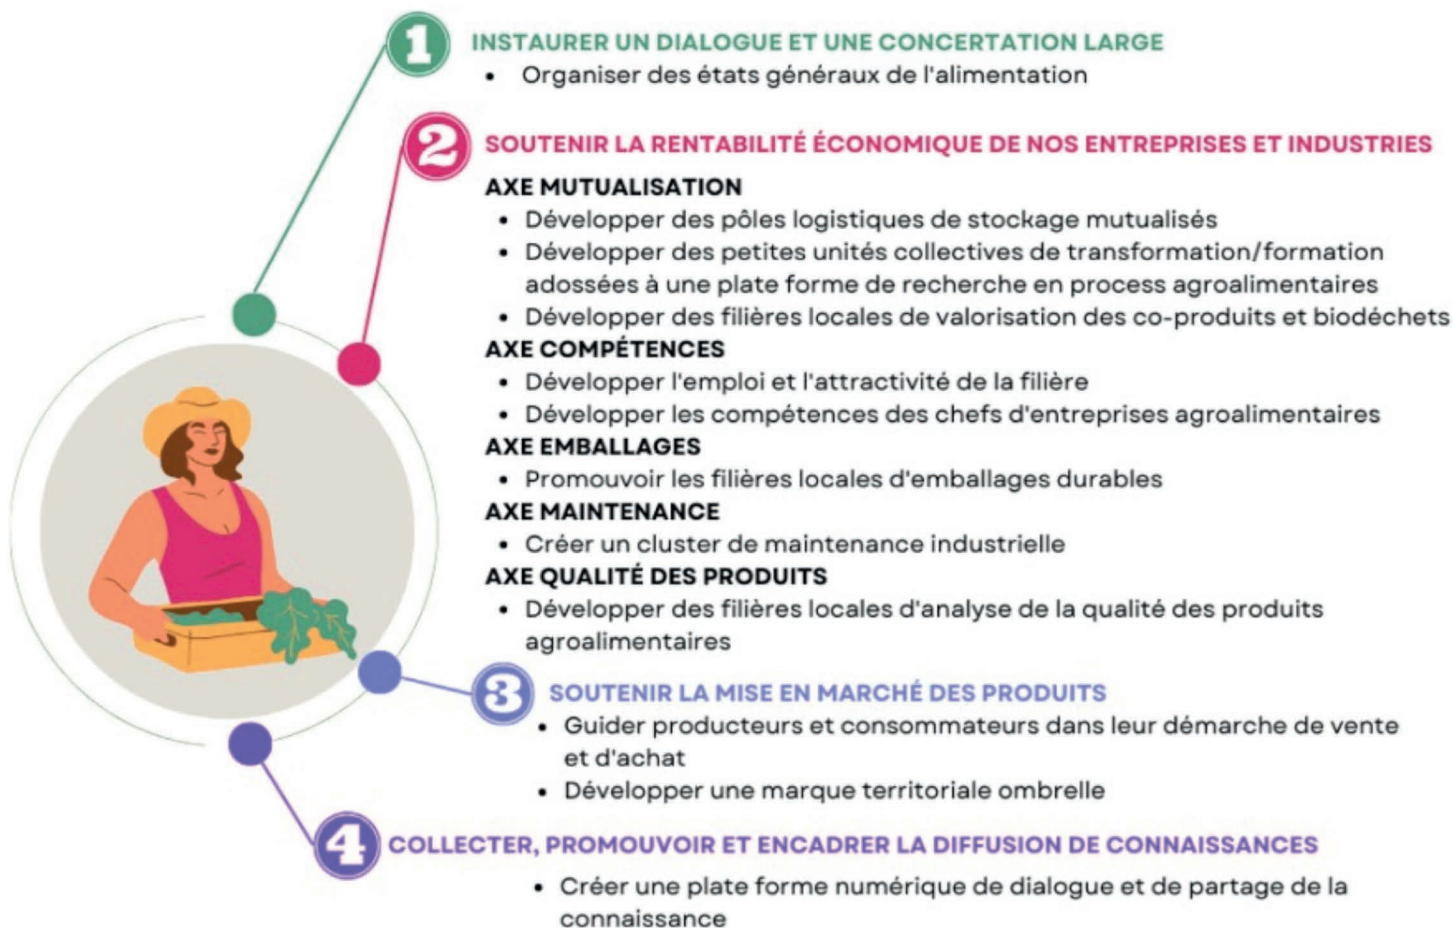 1
INSTAURER UN DIALOGUE ET UNE CONCERTATION LARGE
• Organiser des états généraux de l'alimentation
2
SOUTENIR LA RENTABILITÉ ÉCONOMIQUE DE NOS ENTREPRISES ET INDUSTRIES
AXE MUTUALISATION
• Développer des pôles logistiques de stockage mutualisés
• Développer des petites unités collectives de transformation/formation
adossées à une plate forme de recherche en process agroalimentaires
• Développer des filières locales de valorisation des co-produits et biodéchets
AXE COMPÉTENCES
• Développer l'emploi et l'attractivité de la filière
• Développer les compétences des chefs d'entreprises agroalimentaires
AXE EMBALLAGES
• Promouvoir les filières locales d'emballages durables
AXE MAINTENANCE
• Créer un cluster de maintenance industrielle
AXE QUALITÉ DES PRODUITS
• Développer des filières locales d'analyse de la qualité des produits
agroalimentaires
3
SOUTENIR LA MISE EN MARCHÉ DES PRODUITS
• Guider producteurs et consommateurs dans leur démarche de vente
et d'achat
• Développer une marque territoriale ombrelle
4
COLLECTER, PROMOUVOIR ET ENCADRER LA DIFFUSION DE CONNAISSANCES
• Créer une plate forme numérique de dialogue et de partage de la
connaissance